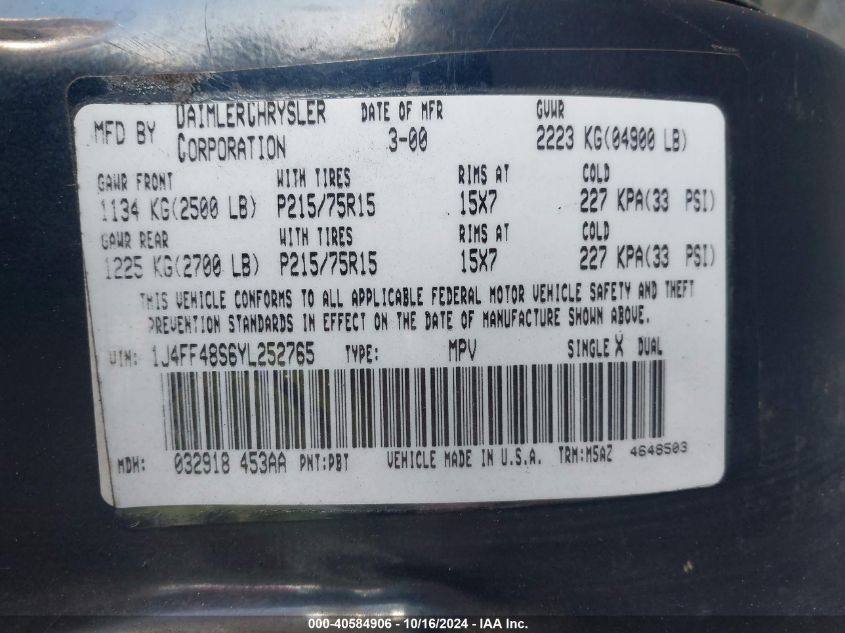 MFD BY DAIMLERCHRYSLER CORPORATION DATE OF MFR 3-00 GVWR 2223 KG(04900 LB)
GAWR FRONT WITH TIRES RIMS AT COLD
1134 KG(2500 LB) P215/75R15 15X7 227 KPA(33 PSI)
GAWR REAR WITH TIRES RIMS AT COLD
1225 KG(2700 LB) P215/75R15 15X7 227 KPA(33 PSI)
THIS VEHICLE CONFORMS TO ALL APPLICABLE FEDERAL MOTOR VEHICLE SAFETY AND THEFT
PREVENTION STANDARDS IN EFFECT ON THE DATE OF MANUFACTURE SHOWN ABOVE.
VIN: 1J4FF48S6YL252765 TYPE: MPV SINGLE X DUAL
MDH: 032918 453AA PNT:PBT VEHICLE MADE IN U.S.A. TRM:M5AZ 4648503
000-40584906 - 10/16/2024 - IAA Inc.